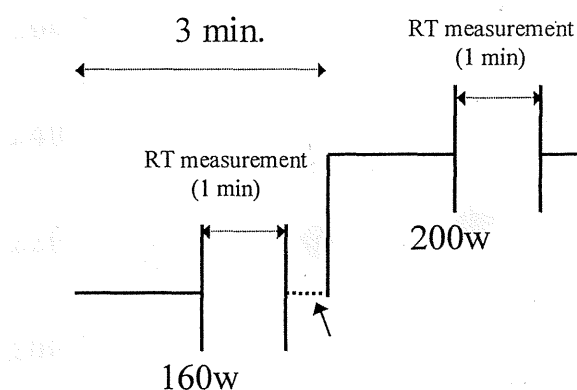 3 min.
RT measurement
(1 min)
RT measurement
(1 min)
200w
160w